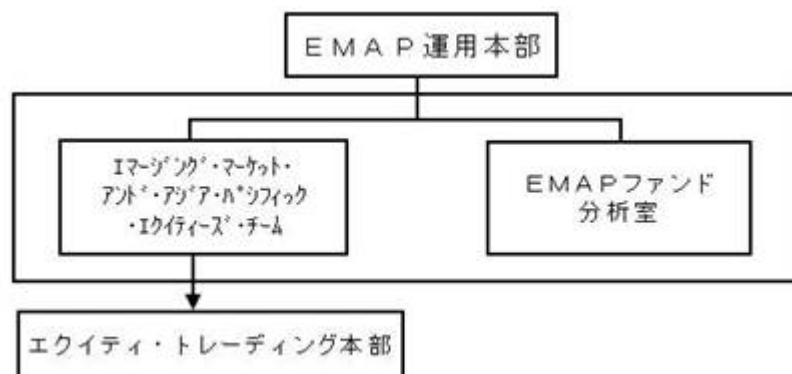 ＥＭＡＰ運用本部
ｴﾏｰｼﾞﾝｸﾞ･ﾏｰｹｯﾄ･
ｱﾝﾄﾞ･ｱｼﾞｱ･ﾊﾟｼﾌｨｯｸ
･ｴｸｲﾃｨｰｽﾞ･ﾁｰﾑ
ＥＭＡＰファンド
分析室
エクイティ・トレーディング本部